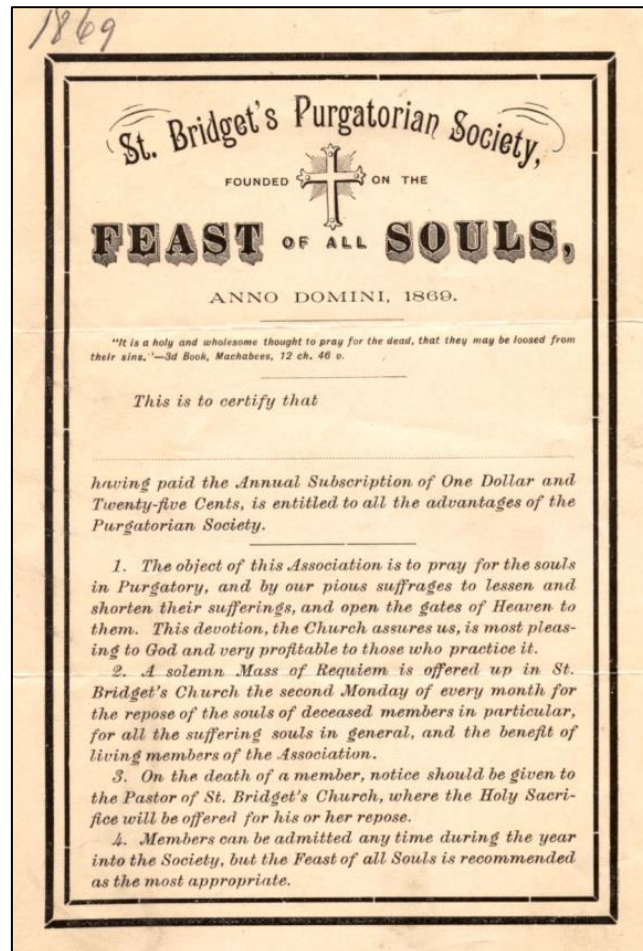 1869
St. Bridget's Purgatorian Society,
FOUNDED ON THE
FEAST OF ALL SOULS,
ANNO DOMINI, 1869.
"It is a holy and wholesome thought to pray for the dead, that they may be loosed from
their sins."—3d Book, Machabees, 12 ch. 46 v.
This is to certify that
having paid the Annual Subscription of One Dollar and
Twenty-five Cents, is entitled to all the advantages of the
Purgatorian Society.
1. The object of this Association is to pray for the souls
in Purgatory, and by our pious suffrages to lessen and
shorten their sufferings, and open the gates of Heaven to
them. This devotion, the Church assures us, is most pleas-
ing to God and very profitable to those who practice it.
2. A solemn Mass of Requiem is offered up in St.
Bridget's Church the second Monday of every month for
the repose of the souls of deceased members in particular,
for all the suffering souls in general, and the benefit of
living members of the Association.
3. On the death of a member, notice should be given to
the Pastor of St. Bridget's Church, where the Holy Sacri-
fice will be offered for his or her repose.
4. Members can be admitted any time during the year
into the Society, but the Feast of all Souls is recommended
as the most appropriate.